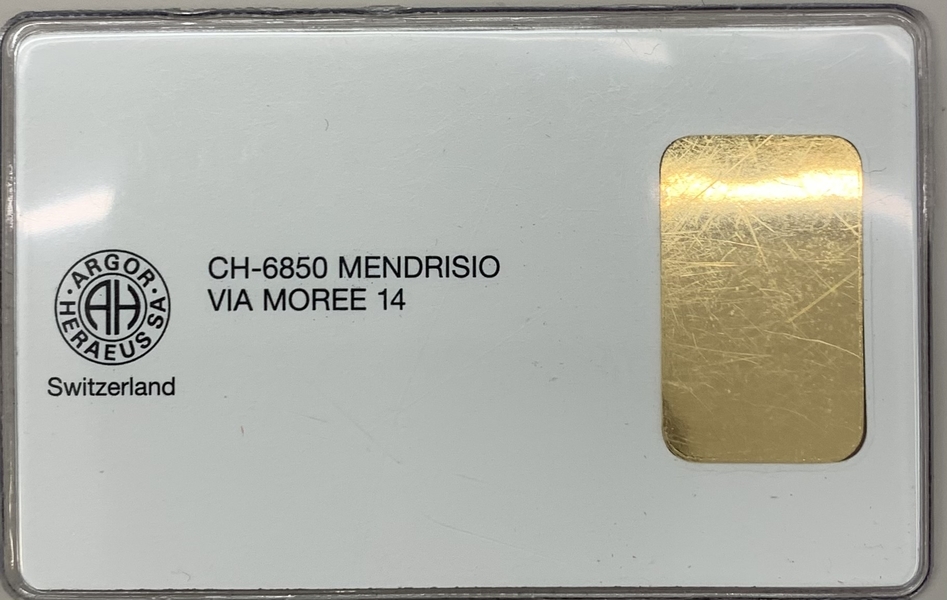 ·ARGOR·
HERAEUS SA
AH
Switzerland
CH-6850 MENDRISIO
VIA MOREE 14